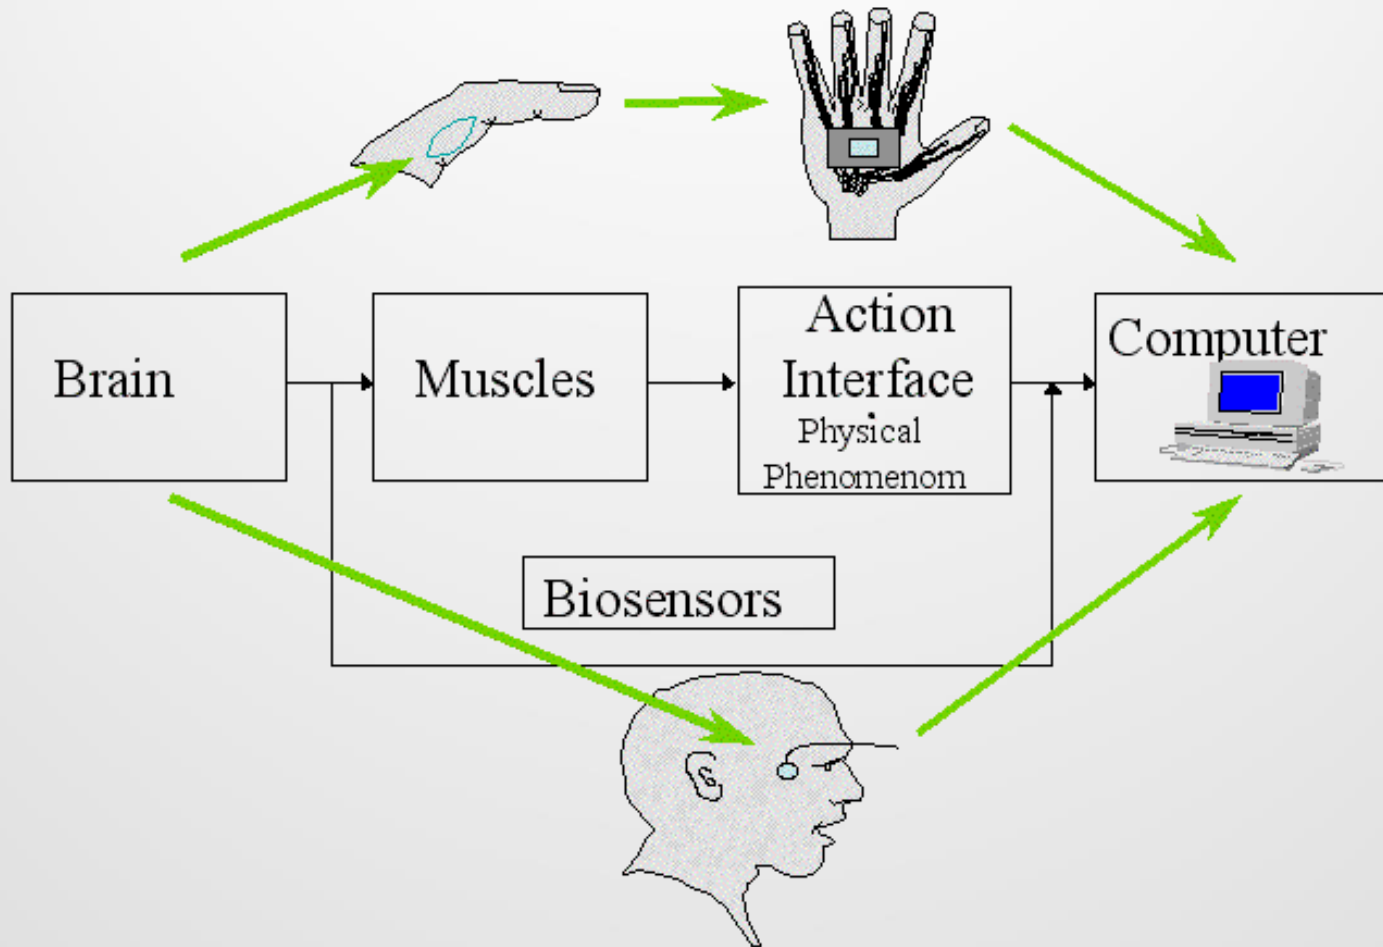 Brain
Muscles
Action
Interface
Physical
Phenomenom
Computer
Biosensors